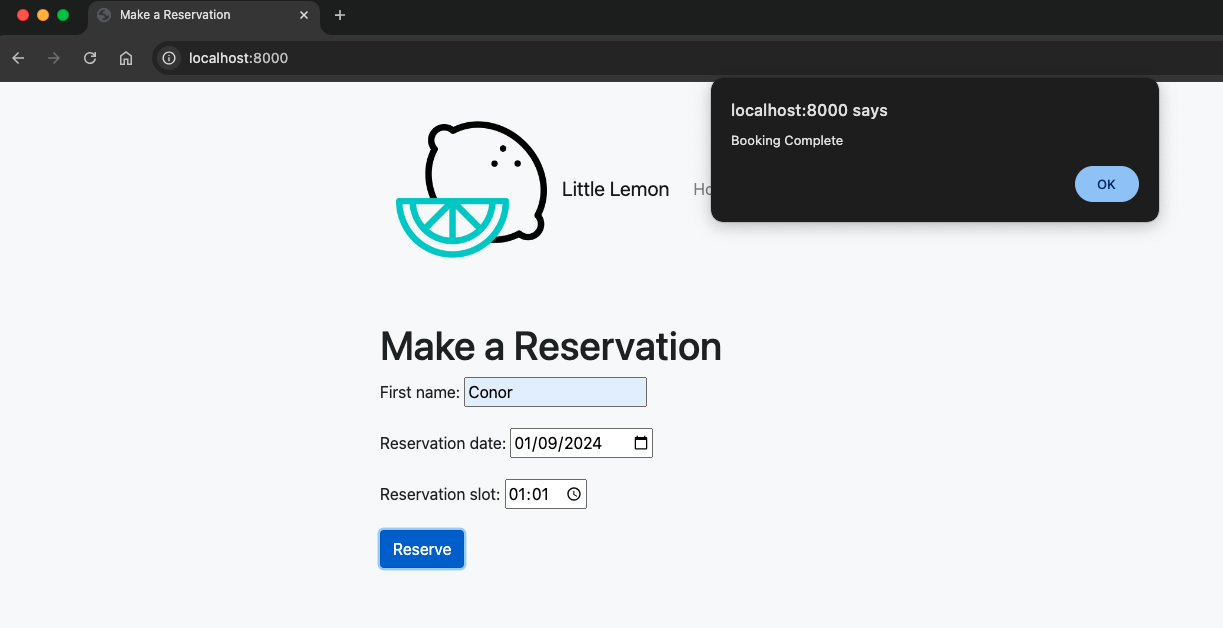 Make a Reservation
localhost:8000
localhost:8000 says
Booking Complete
OK
Little Lemon
Make a Reservation
First name: Conor
Reservation date: 01/09/2024
Reservation slot: 01:01
Reserve